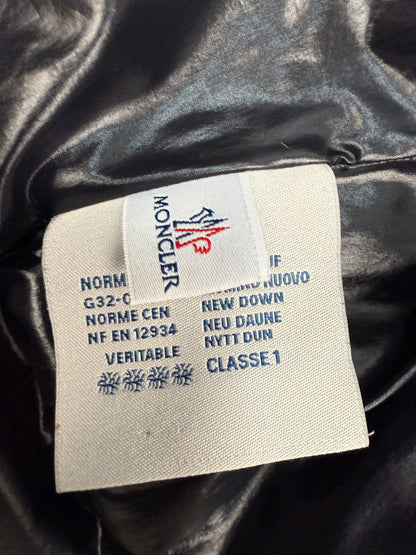 MONCLER
NORM
G32-0
NORME CEN
NF EN 12934
VERITABLE
NUOVO
NEW DOWN
NEU DAUNE
NYTT DUN
CLASSE 1